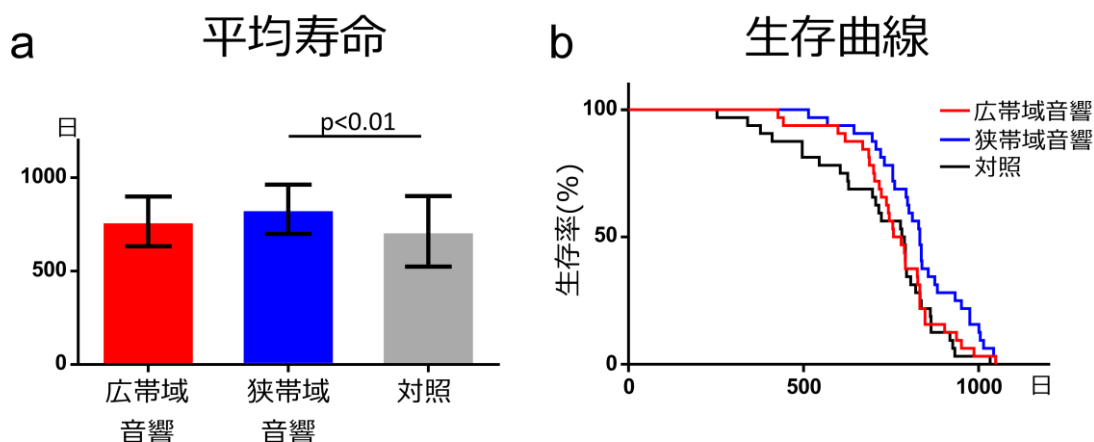 a
平均寿命
日
p<0.01
1000
500
0
広帯域
音響
狭帯域
音響
対照
b
生存曲線
広帯域音響
狭帯域音響
対照
生存率(%)
100
50
0
0
500
1000
日